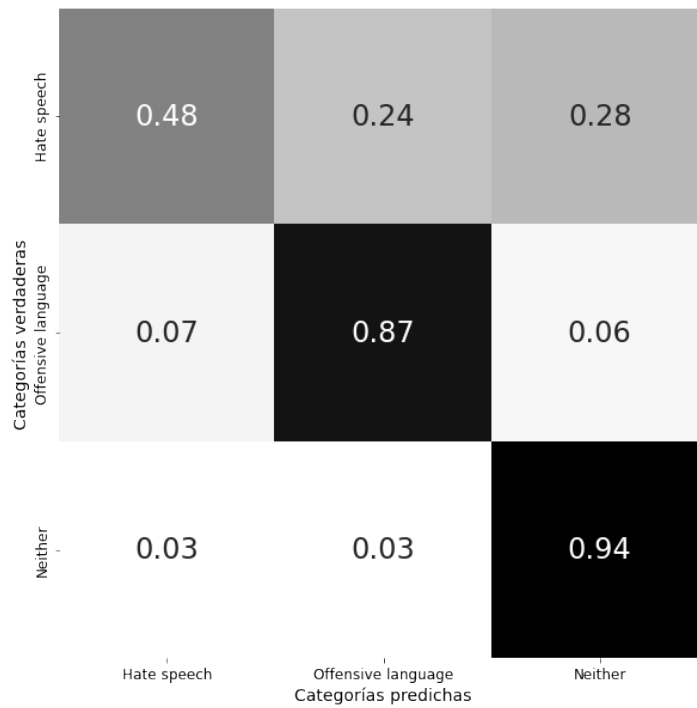 Categorías verdaderas
Hate speech
0.48 0.24 0.28
Offensive language
0.07 0.87 0.06
Neither
0.03 0.03 0.94
Hate speech Offensive language Neither
Categorías predichas